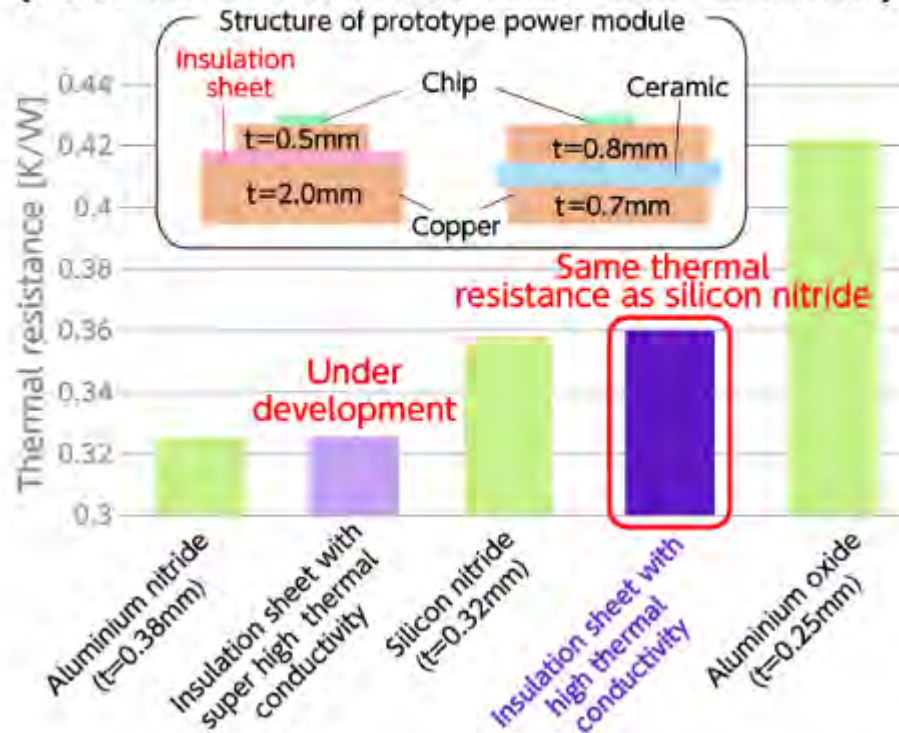 Structure of prototype power module
Insulation
sheet
Chip
Ceramic
t=0.5mm
t=0.8mm
t=2.0mm
t=0.7mm
Copper
Thermal resistance [K/W]
0.44
0.42
0.4
0.38
0.36
0.34
0.32
0.3
Same thermal
resistance as silicon nitride
Under
development
Aluminium nitride
(t=0.38mm)
Insulation sheet with
super high thermal
conductivity
Silicon nitride
(t=0.32mm)
Insulation sheet with
high thermal
conductivity
Aluminium oxide
(t=0.25mm)